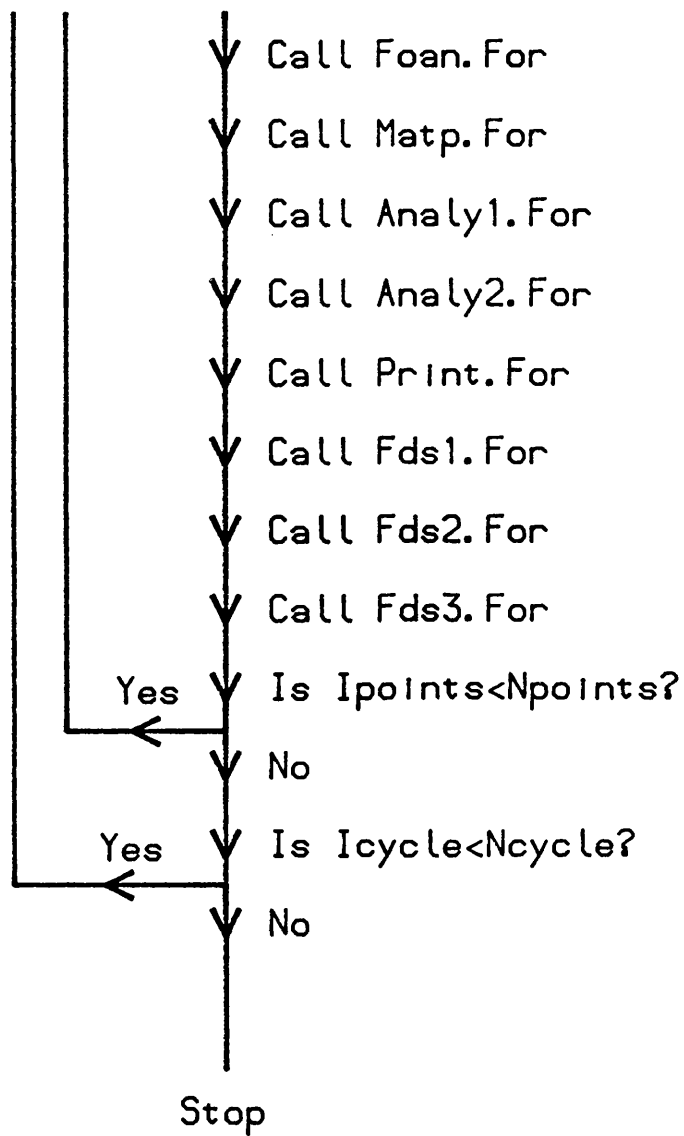 Call Foan.For
Call Matp.For
Call Analy1.For
Call Analy2.For
Call Print.For
Call Fds1.For
Call Fds2.For
Call Fds3.For
Yes
Is Ipoints<Npoints?
No
Yes
Is Icycle<Ncycle?
No
Stop